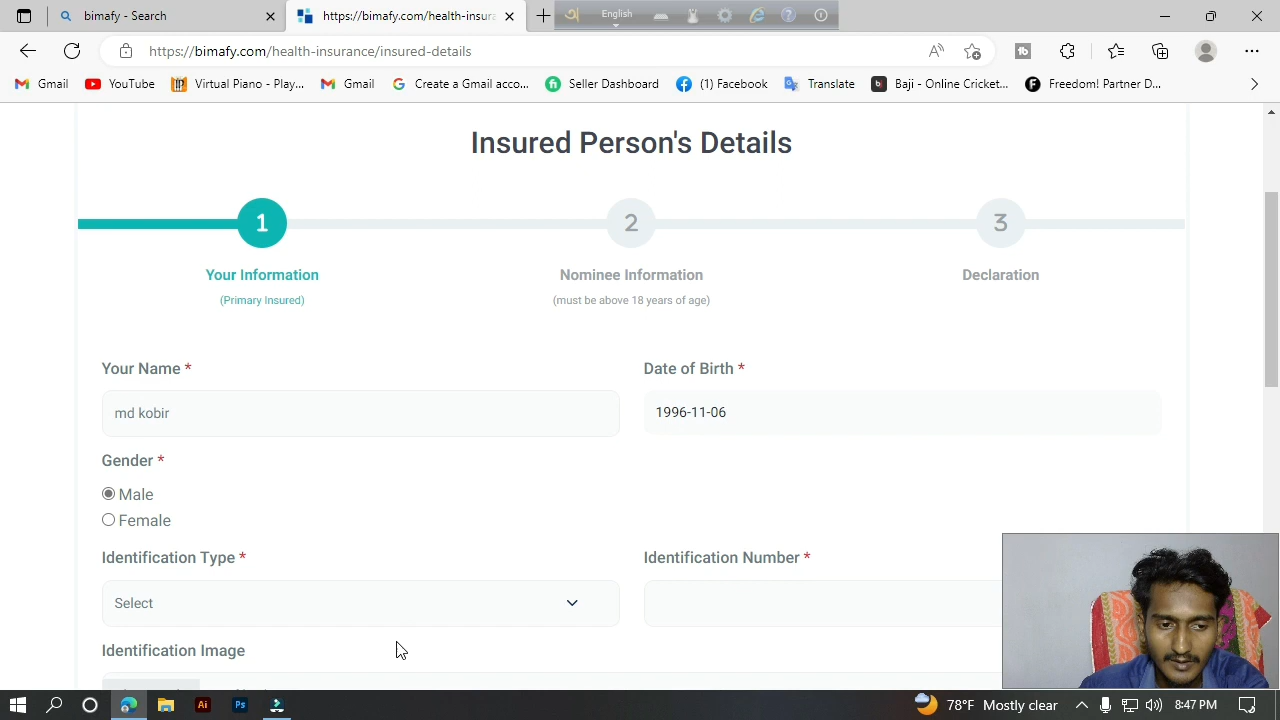 bimafy - Search
https://bimafy.com/health-insura
English
https://bimafy.com/health-insurance/insured-details
Gmail
YouTube
Virtual Piano - Play...
Gmail
Create a Gmail acco...
Seller Dashboard
(1) Facebook
Translate
Baji - Online Cricket...
Freedom! Partner D...
Insured Person's Details
1
2
3
Your Information
Nominee Information
Declaration
(Primary Insured)
(must be above 18 years of age)
Your Name *
Date of Birth *
md kobir
1996-11-06
Gender *
Male
Female
Identification Type *
Identification Number *
Select
Identification Image
Ai
Ps
78°F Mostly clear
8:47 PM